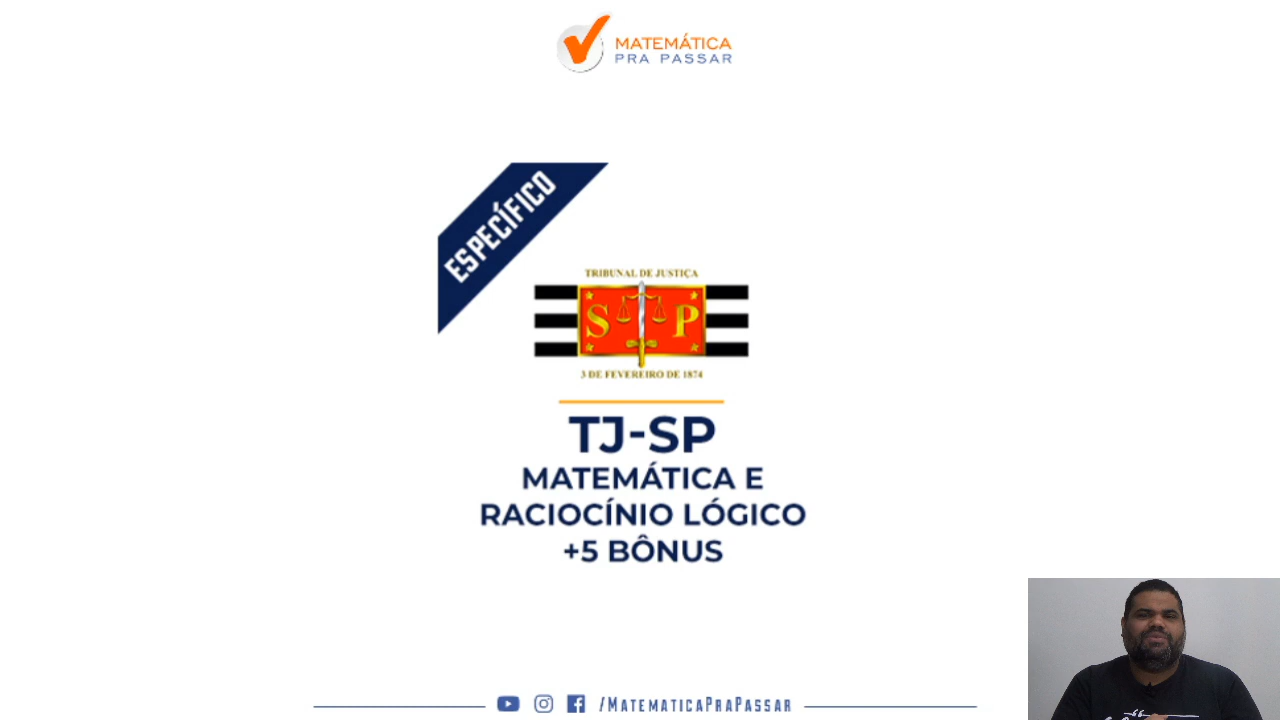 MATEMÁTICA
PRA PASSAR
ESPECÍFICO
TRIBUNAL DE JUSTIÇA
S P
3 DE FEVEREIRO DE 1874
TJ-SP
MATEMÁTICA E
RACIOCÍNIO LÓGICO
+5 BÔNUS
/MATEMATICAPRAPASSAR